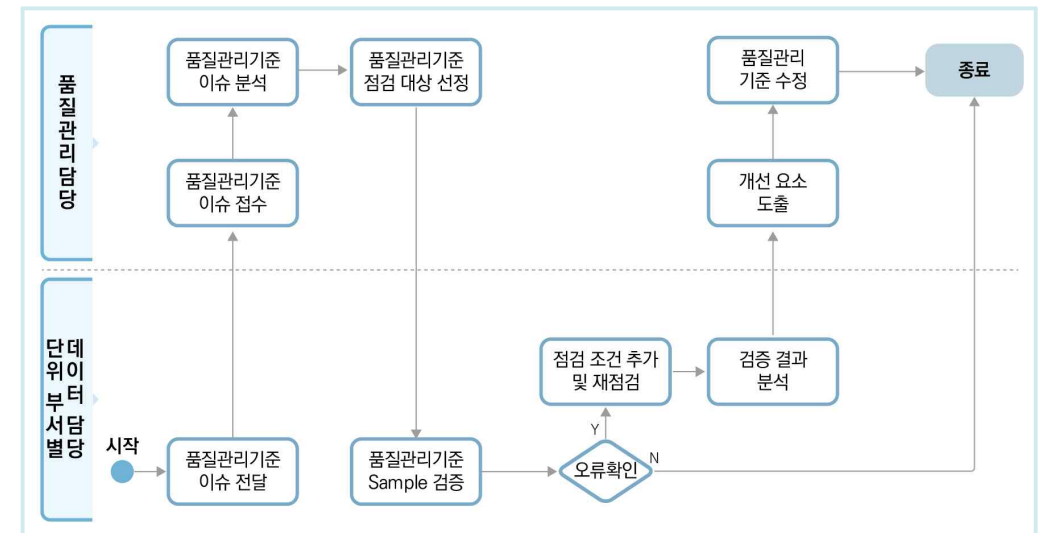 품질관리담당
품질관리기준
이슈 분석
품질관리기준
점검 대상 선정
품질관리
기준 수정
종료
품질관리기준
이슈 접수
개선 요소
도출
단위 부서별
데이터 담당
점검 조건 추가
및 재점검
검증 결과
분석
시작
품질관리기준
이슈 전달
품질관리기준
Sample 검증
Y
오류확인
N